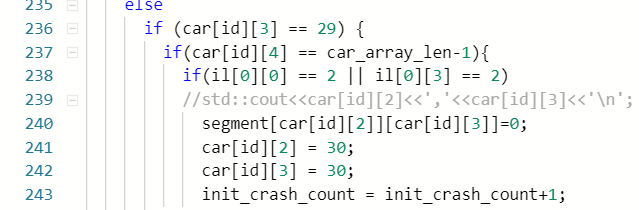 235 else
236 if (car[id][3] == 29) {
237 if(car[id][4] == car_array_len-1){
238 if(il[0][0] == 2 || il[0][3] == 2)
239 //std::cout<<car[id][2]<<','<<car[id][3]<<'\n';
240 segment[car[id][2]][car[id][3]]=0;
241 car[id][2] = 30;
242 car[id][3] = 30;
243 init_crash_count = init_crash_count+1;